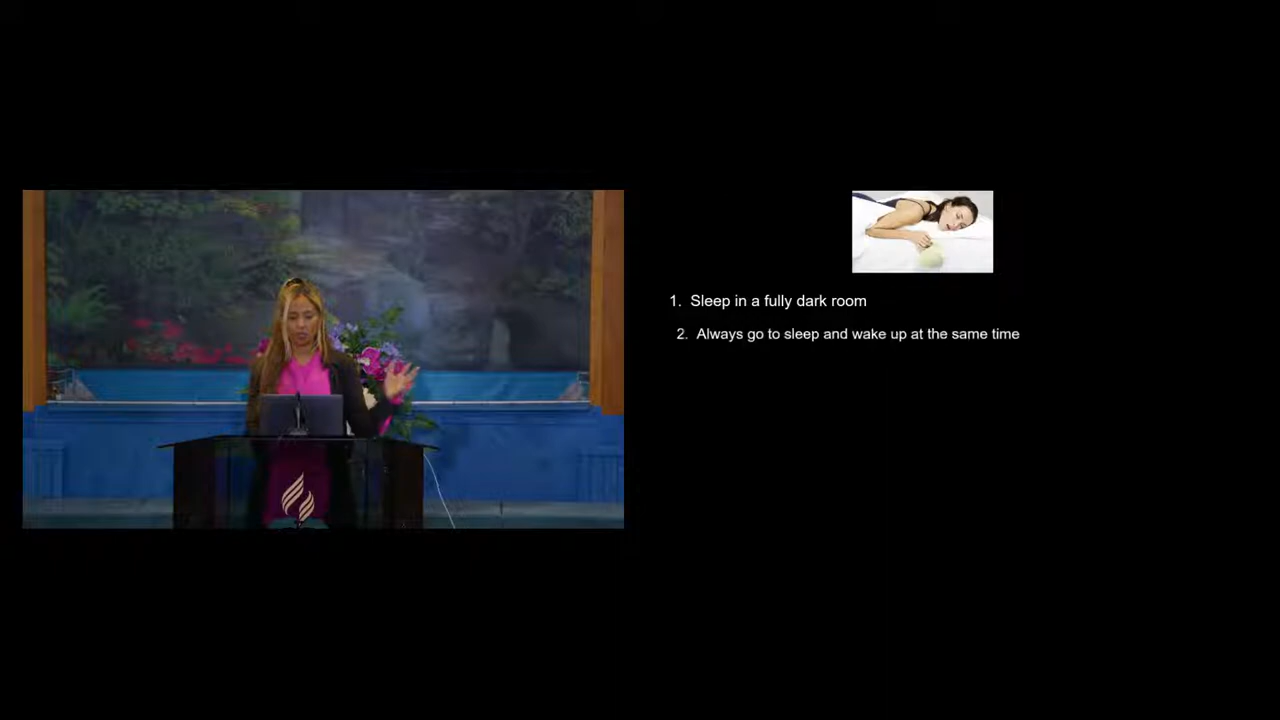 1. Sleep in a fully dark room
2. Always go to sleep and wake up at the same time